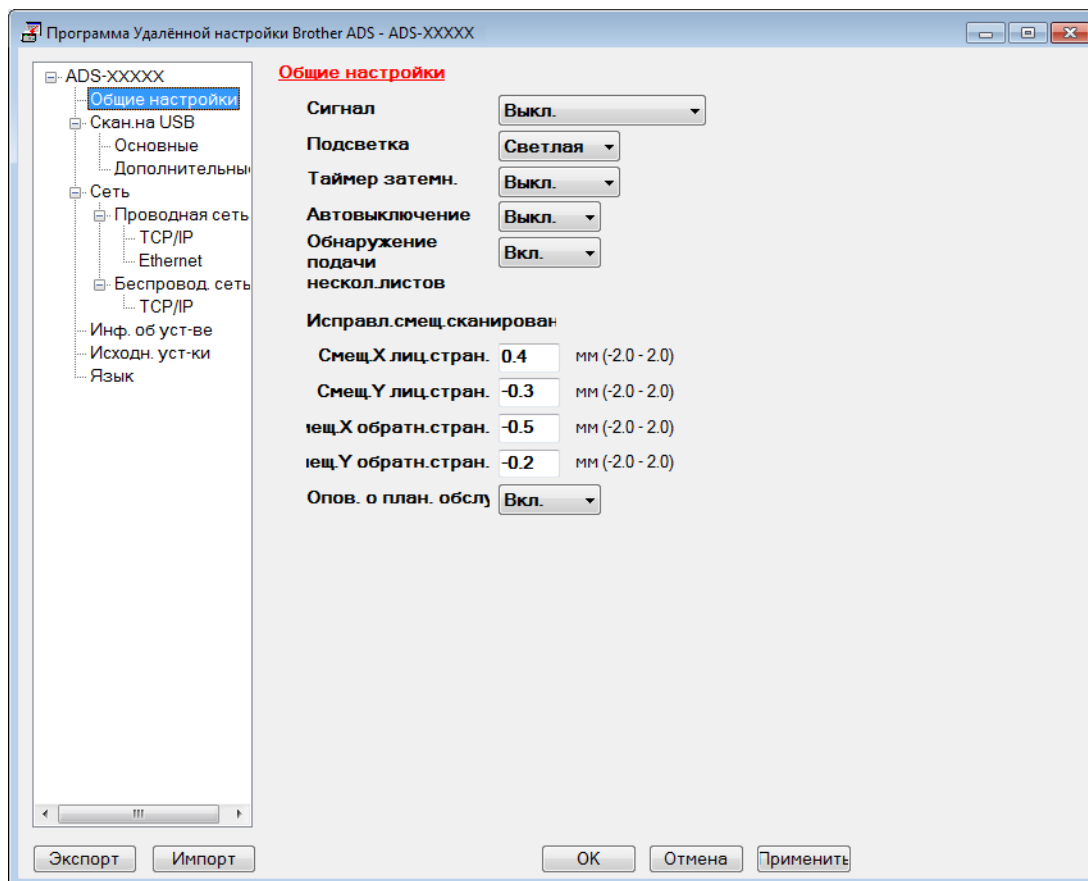 Программа Удалённой настройки Brother ADS - ADS-XXXXX
ADS-XXXXX
Общие настройки
Скан.на USB
Основные
Дополнительны
Сеть
Проводная сеть
TCP/IP
Ethernet
Беспровод. сеть
TCP/IP
Инф. об уст-ве
Исходн. уст-ки
Язык
Общие настройки
Сигнал Выкл.
Подсветка Светлая
Таймер затемн. Выкл.
Автовыключение Выкл.
Обнаружение
подачи Вкл.
нескол.листов
Исправл.смещ.сканирован
Смещ.X лиц.стран. 0.4 мм (-2.0 - 2.0)
Смещ.Y лиц.стран. -0.3 мм (-2.0 - 2.0)
мещ.X обратн.стран. -0.5 мм (-2.0 - 2.0)
мещ.Y обратн.стран. -0.2 мм (-2.0 - 2.0)
Опов. о план. обслу Вкл.
Экспорт Импорт OK Отмена Применить